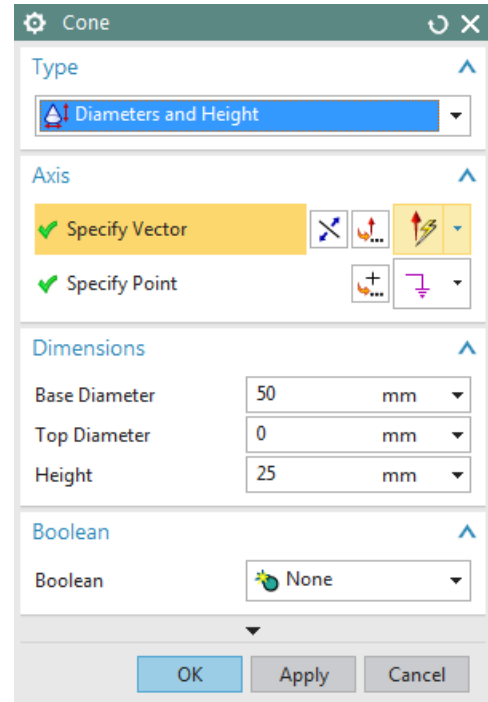 Cone
Type
Diameters and Height
Axis
Specify Vector
Specify Point
Dimensions
Base Diameter 50 mm
Top Diameter 0 mm
Height 25 mm
Boolean
Boolean None
OK Apply Cancel